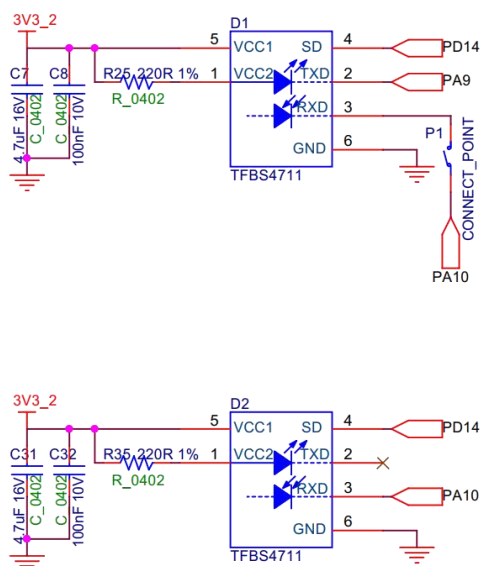 3V3_2
D1
5
VCC1
SD
4
PD14
C7
C8
R25 220R 1%
1
VCC2
TXD
2
PA9
R_0402
RXD
3
4.7uF 16V
C_0402
100nF 10V
C_0402
GND
6
P1
CONNECT_POINT
TFBS4711
PA10
3V3_2
D2
5
VCC1
SD
4
PD14
C31
C32
R35 220R 1%
1
VCC2
TXD
2
R_0402
RXD
3
PA10
4.7uF 16V
C_0402
100nF 10V
C_0402
GND
6
TFBS4711